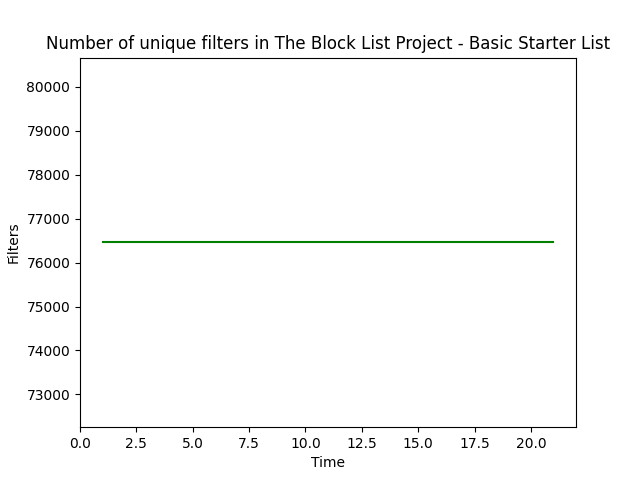 Number of unique filters in The Block List Project - Basic Starter List
80000
79000
78000
77000
76000
75000
74000
73000
Filters
0.0 2.5 5.0 7.5 10.0 12.5 15.0 17.5 20.0
Time